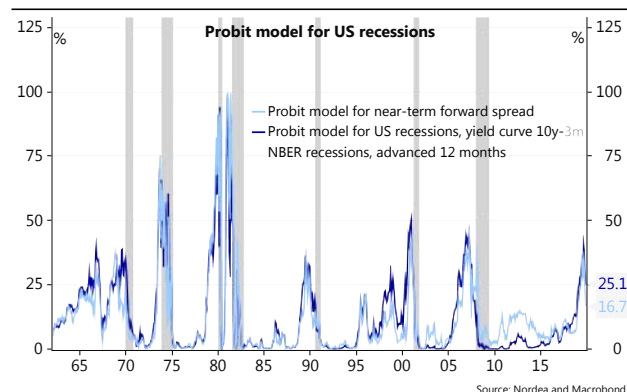 Probit model for US recessions
% %
125 125
100 100
Probit model for near-term forward spread
Probit model for US recessions, yield curve 10y-3m
NBER recessions, advanced 12 months
75 75
50 50
25 25
25.1
16.7
0 0
65 70 75 80 85 90 95 00 05 10 15
Source: Nordea and Macrobond